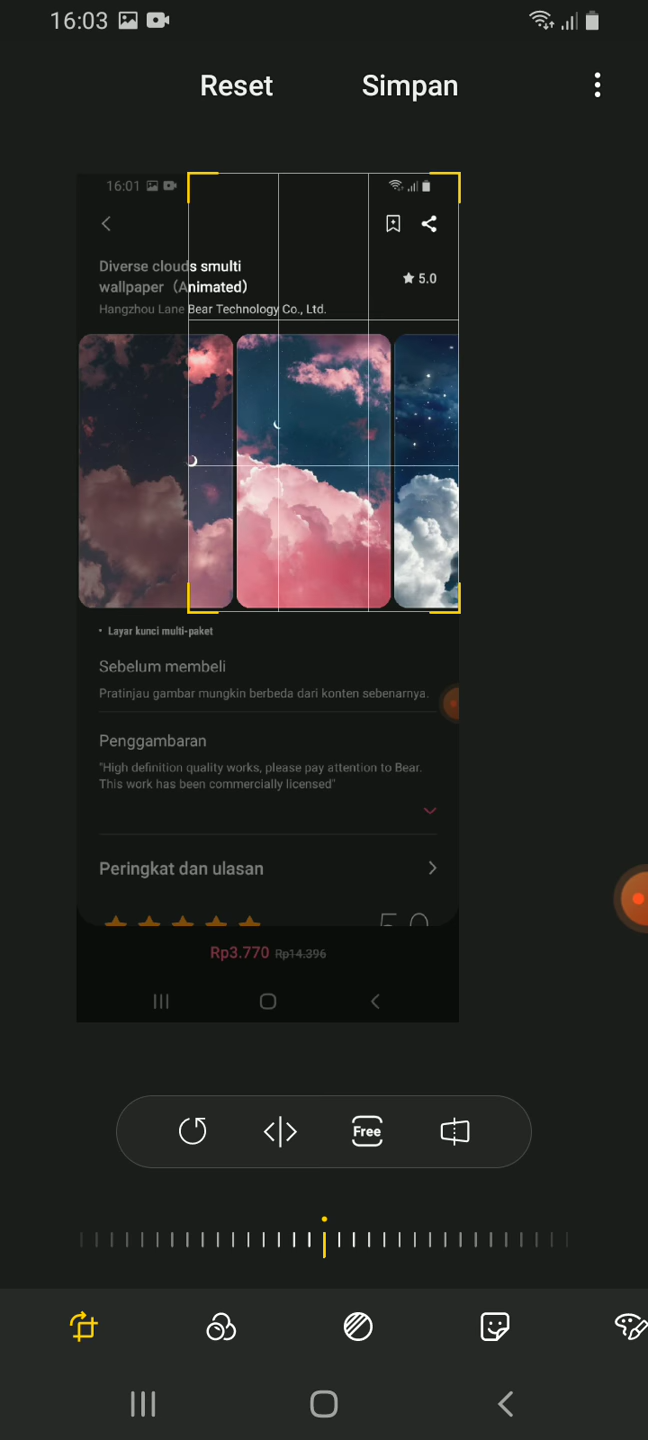 16:03
Reset Simpan
16:01
Diverse clouds smulti
wallpaper (Animated)
5.0
Hangzhou Lane Bear Technology Co., Ltd.
• Layar kunci multi-paket
Sebelum membeli
Pratinjau gambar mungkin berbeda dari konten sebenarnya.
Penggambaran
"High definition quality works, please pay attention to Bear.
This work has been commercially licensed"
Peringkat dan ulasan
5.0
Rp3.770 Rp14.396
Free